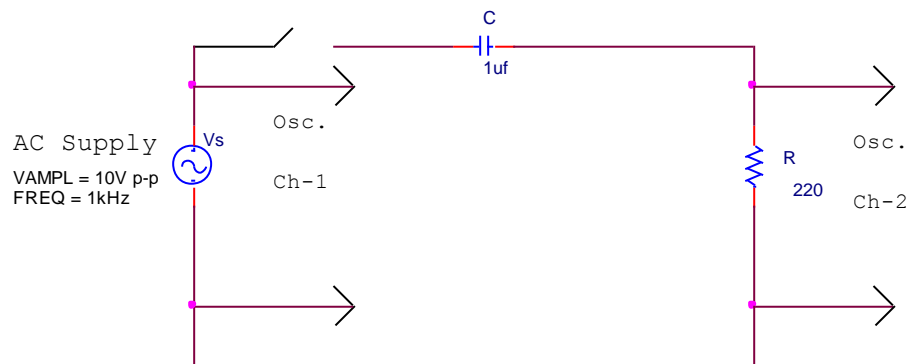 C
1uf
Osc.
Ch-1
AC Supply
Vs
VAMPL = 10V p-p
FREQ = 1kHz
R
220
Osc.
Ch-2